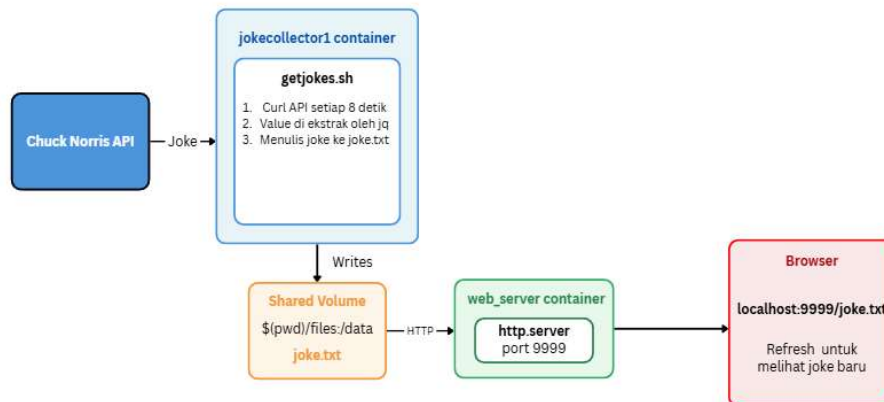 jokecollector1 container
getjokes.sh
1. Curl API setiap 8 detik
2. Value di ekstrak oleh jq
3. Menulis joke ke joke.txt
Chuck Norris API
Joke
Writes
Shared Volume
$(pwd)/files:/data
joke.txt
HTTP
web_server container
http.server
port 9999
Browser
localhost:9999/joke.txt
Refresh untuk
melihat joke baru